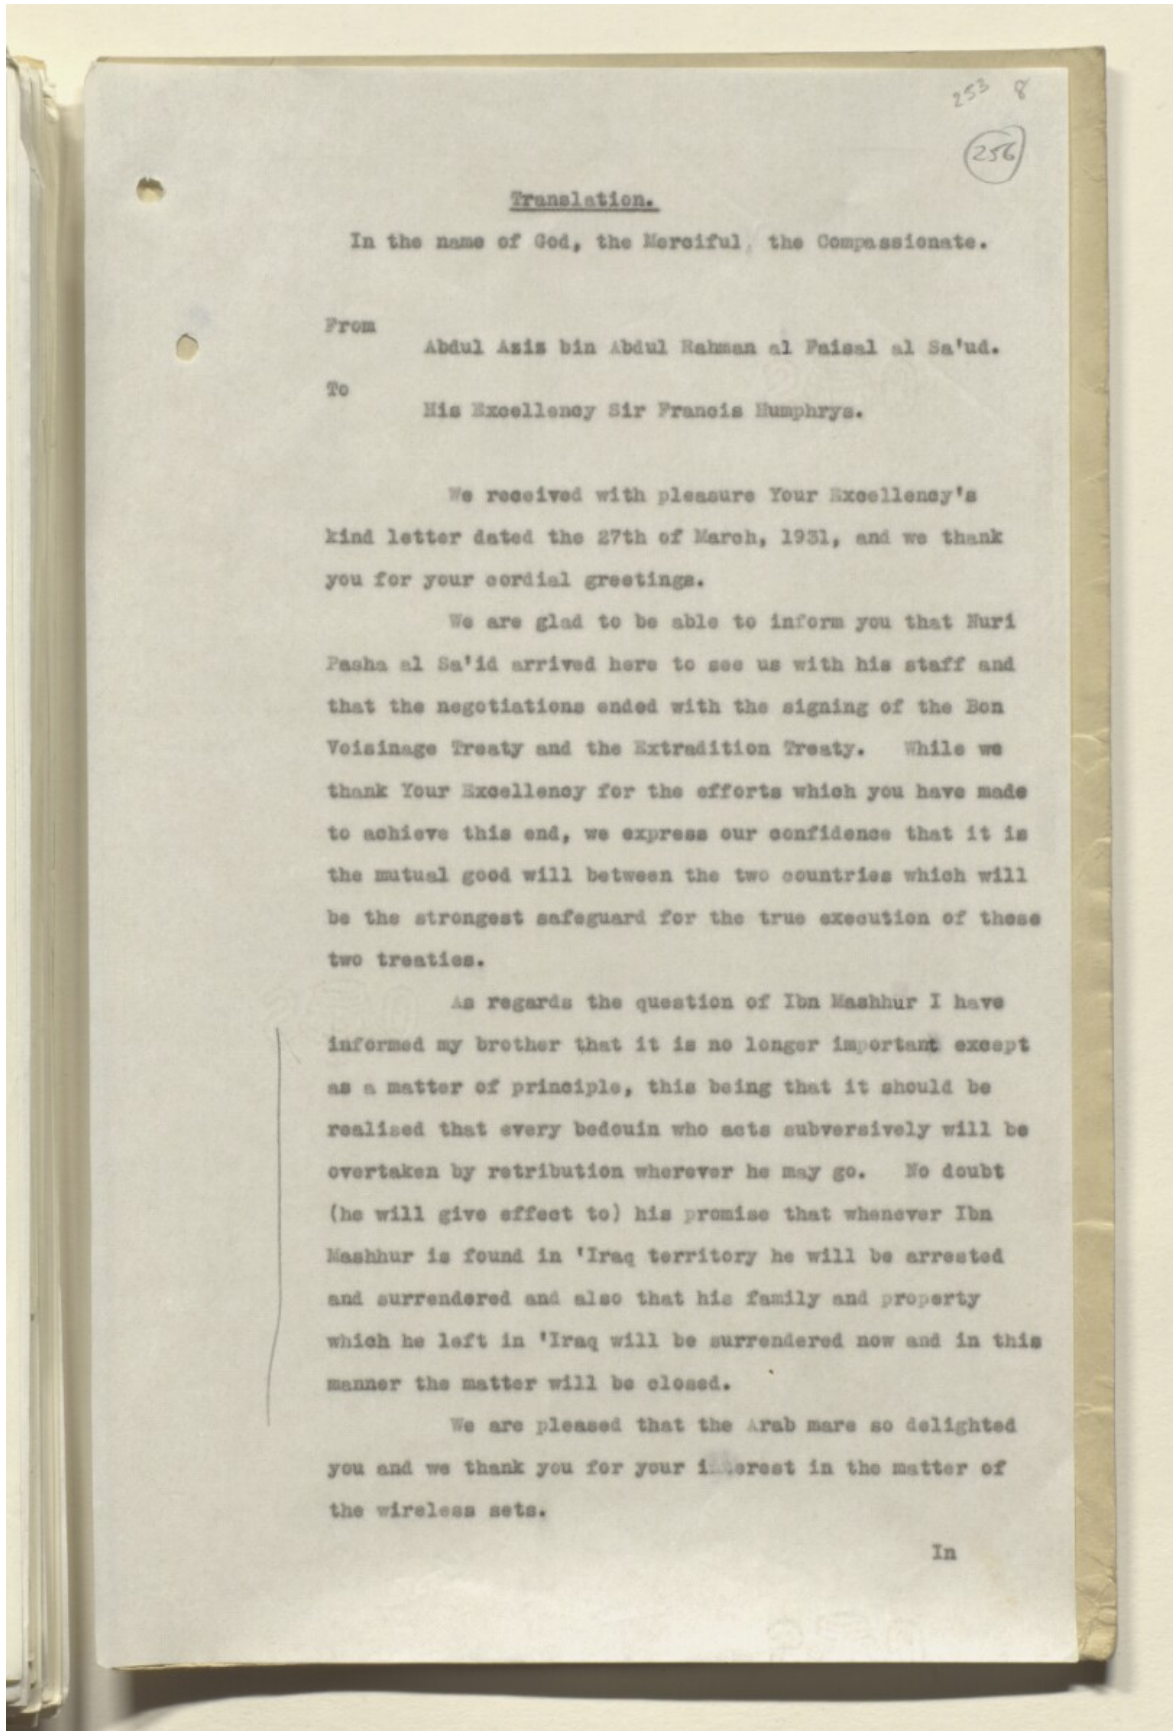 253 8
256
Translation.
In the name of God, the Merciful, the Compassionate.
From
Abdul Aziz bin Abdul Rahman al Faisal al Sa'ud.
To
His Excellency Sir Francis Humphrys.
We received with pleasure Your Excellency's
kind letter dated the 27th of March, 1931, and we thank
you for your cordial greetings.
We are glad to be able to inform you that Nuri
Pasha al Sa'id arrived here to see us with his staff and
that the negotiations ended with the signing of the Bon
Voisinage Treaty and the Extradition Treaty. While we
thank Your Excellency for the efforts which you have made
to achieve this end, we express our confidence that it is
the mutual good will between the two countries which will
be the strongest safeguard for the true execution of these
two treaties.
As regards the question of Ibn Mashhur I have
informed my brother that it is no longer important except
as a matter of principle, this being that it should be
realised that every bedouin who acts subversively will be
overtaken by retribution wherever he may go. No doubt
(he will give effect to) his promise that whenever Ibn
Mashhur is found in 'Iraq territory he will be arrested
and surrendered and also that his family and property
which he left in 'Iraq will be surrendered now and in this
manner the matter will be closed.
We are pleased that the Arab mare so delighted
you and we thank you for your interest in the matter of
the wireless sets.
In